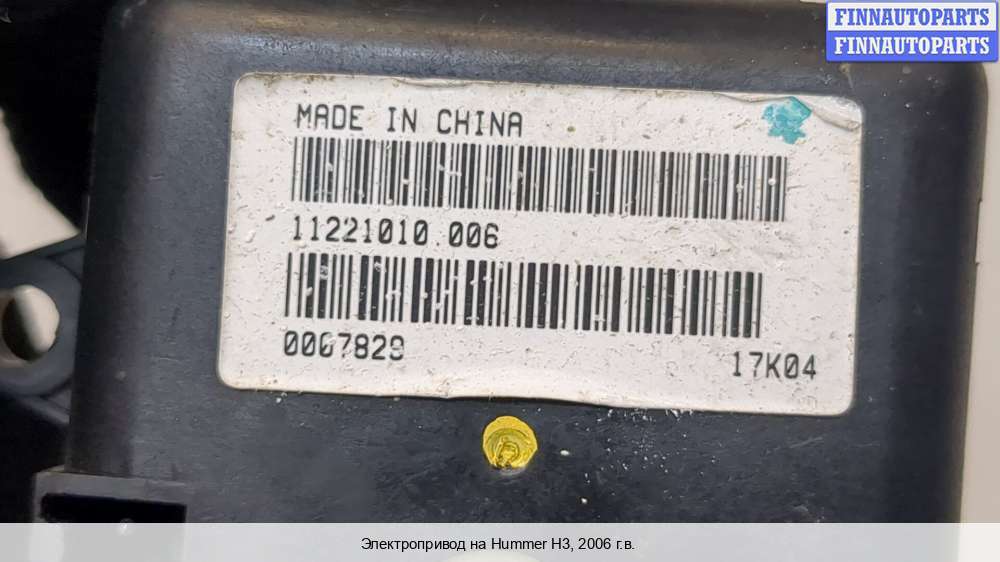 FINNAUTOPARTS
FINNAUTOPARTS
MADE IN CHINA
11221010.006
0007829
17K04
Электропривод на Hummer H3, 2006 г.в.